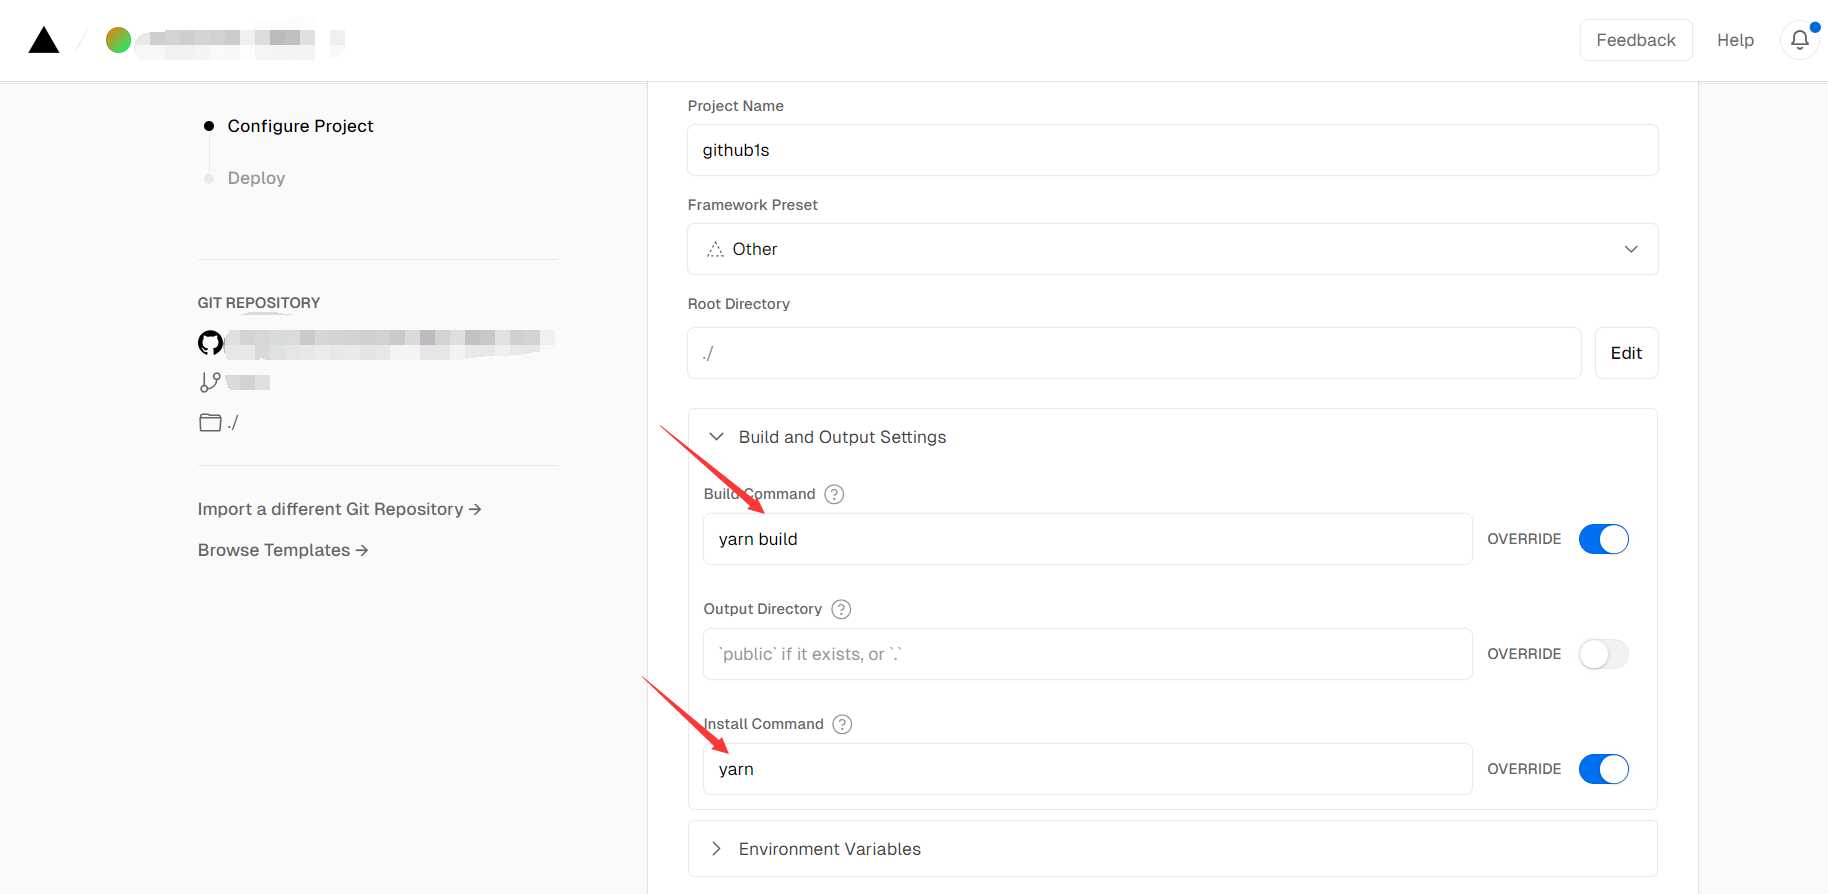 Feedback
Help
Configure Project
Deploy
GIT REPOSITORY
./
Import a different Git Repository →
Browse Templates →
Project Name
github1s
Framework Preset
Other
Root Directory
./
Edit
Build and Output Settings
Build Command ?
yarn build
OVERRIDE
Output Directory ?
`public` if it exists, or `.`
OVERRIDE
Install Command ?
yarn
OVERRIDE
Environment Variables